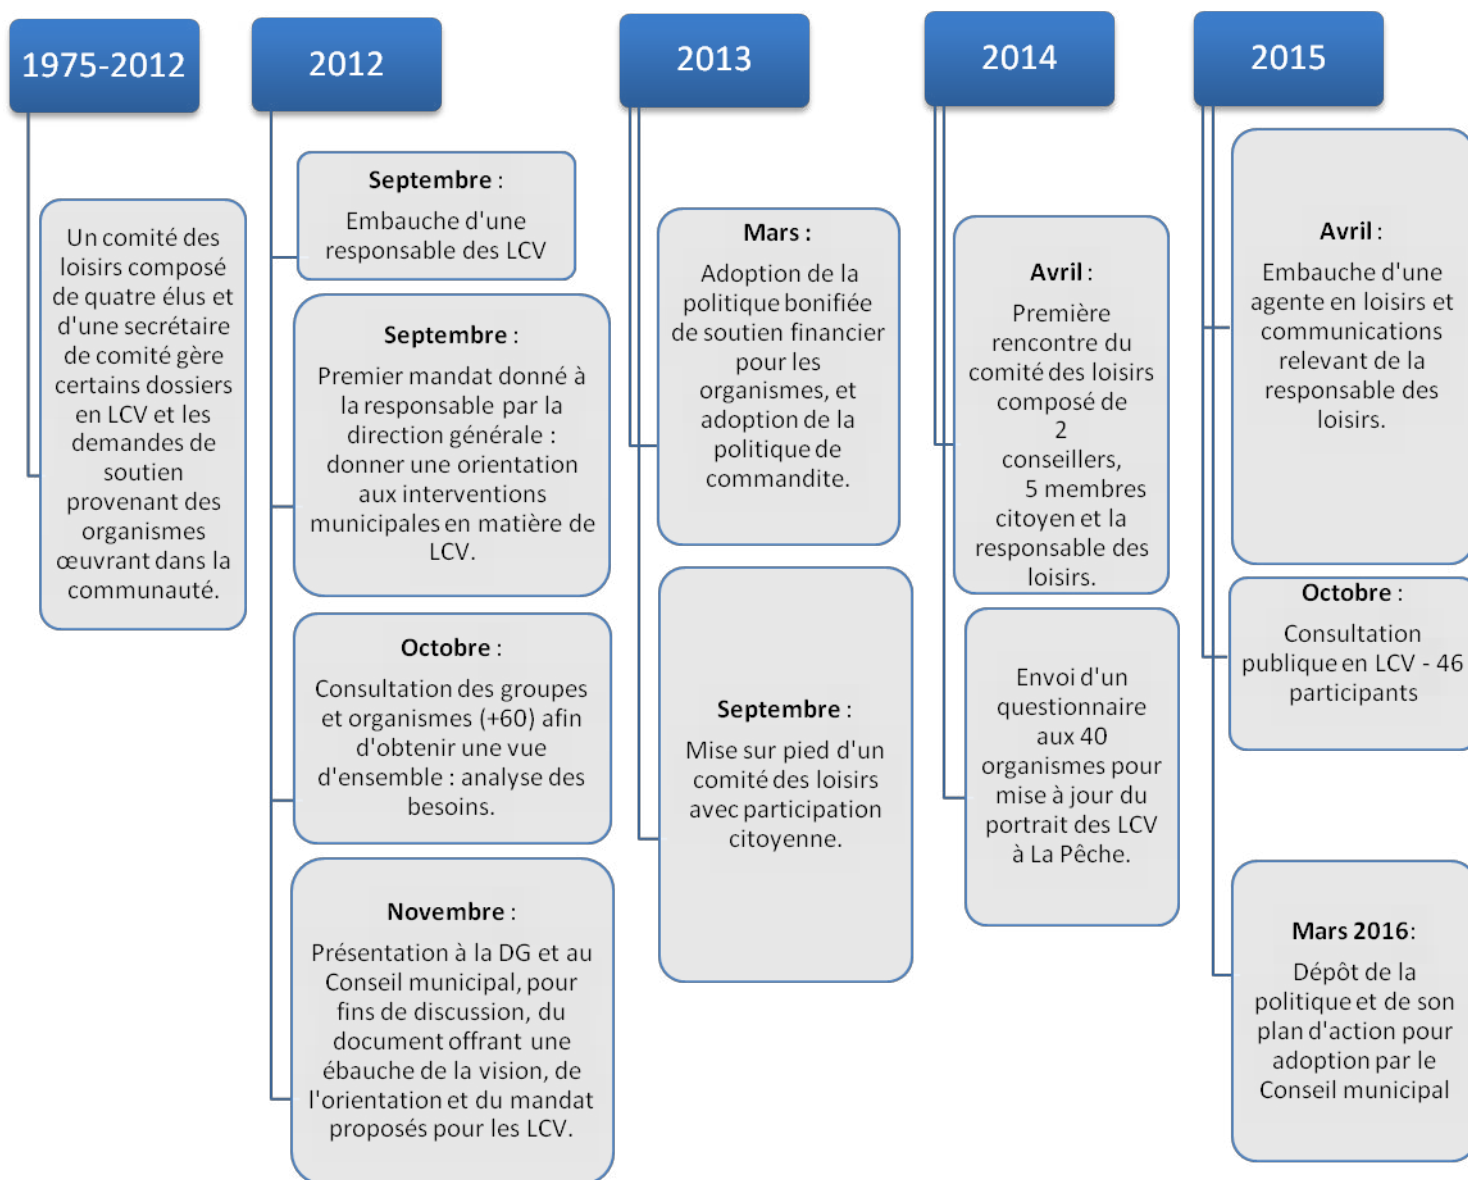 1975-2012
Un comité des
loisirs composé
de quatre élus et
d'une secrétaire
de comité gère
certains dossiers
en LCV et les
demandes de
soutien
provenant des
organismes
œuvrant dans la
communauté.
2012
Septembre :
Embauche d'une
responsable des LCV
Septembre :
Premier mandat donné à
la responsable par la
direction générale :
donner une orientation
aux interventions
municipales en matière de
LCV.
Octobre :
Consultation des groupes
et organismes (+60) afin
d'obtenir une vue
d'ensemble : analyse des
besoins.
Novembre :
Présentation à la DG et au
Conseil municipal, pour
fins de discussion, du
document offrant une
ébauche de la vision, de
l'orientation et du mandat
proposés pour les LCV.
2013
Mars :
Adoption de la
politique bonifiée
de soutien financier
pour les
organismes, et
adoption de la
politique de
commandite.
Septembre :
Mise sur pied d'un
comité des loisirs
avec participation
citoyenne.
2014
Avril :
Première
rencontre du
comité des loisirs
composé de
2
conseillers,
5 membres
citoyen et la
responsable des
loisirs.
Envoi d'un
questionnaire
aux 40
organismes pour
mise à jour du
portrait des LCV
à La Pêche.
2015
Avril :
Embauche d'une
agente en loisirs et
communications
relevant de la
responsable des
loisirs.
Octobre :
Consultation
publique en LCV - 46
participants
Mars 2016:
Dépôt de la
politique et de son
plan d'action pour
adoption par le
Conseil municipal